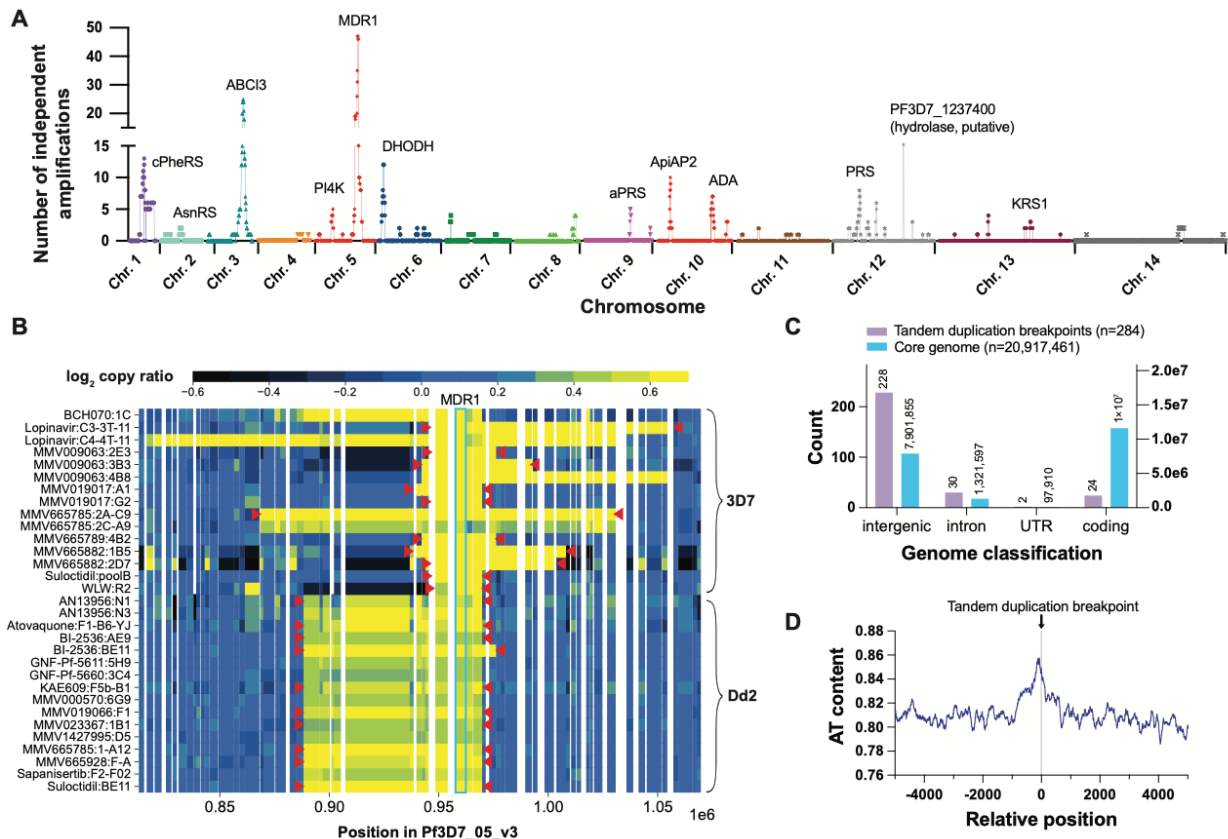 A
Number of independent
amplifications
50
40
30
20
15
10
5
0
cPheRS
AsnRS
ABCI3
PI4K
MDR1
DHODH
aPRS
ApiAP2
ADA
PRS
PF3D7_1237400
(hydrolase, putative)
KRS1
Chr. 1
Chr. 2
Chr. 3
Chr. 4
Chr. 5
Chr. 6
Chr. 7
Chr. 8
Chr. 9
Chr. 10
Chr. 11
Chr. 12
Chr. 13
Chr. 14
Chromosome
B
log2 copy ratio
−0.6 −0.4 −0.2 0.0 0.2 0.4 0.6
MDR1
BCH070:1C
Lopinavir:C3-3T-11
Lopinavir:C4-4T-11
MMV009063:2E3
MMV009063:3B3
MMV009063:4B8
MMV019017:A1
MMV019017:G2
MMV665785:2A-C9
MMV665785:2C-A9
MMV665789:4B2
MMV665882:1B5
MMV665882:2D7
Suloctidil:poolB
WLW:R2
AN13956:N1
AN13956:N3
Atovaquone:F1-B6-YJ
BI-2536:AE9
BI-2536:BE11
GNF-Pf-5611:5H9
GNF-Pf-5660:3C4
KAE609:F5b-B1
MMV000570:6G9
MMV019066:F1
MMV023367:1B1
MMV1427995:D5
MMV665785:1-A12
MMV665928:F-A
Sapanisertib:F2-F02
Suloctidil:BE11
3D7
Dd2
0.85 0.90 0.95 1.00 1.05
1e6
Position in Pf3D7_05_v3
C
Tandem duplication breakpoints (n=284)
Core genome (n=20,917,461)
Count
200
100
0
228
7,901,855
30
1,321,597
2
97,910
24
1×10⁷
2.0e7
1.5e7
1.0e7
5.0e6
0.0
intergenic intron UTR coding
Genome classification
D
Tandem duplication breakpoint
AT content
0.88
0.86
0.84
0.82
0.80
0.78
0.76
-4000 -2000 0 2000 4000
Relative position